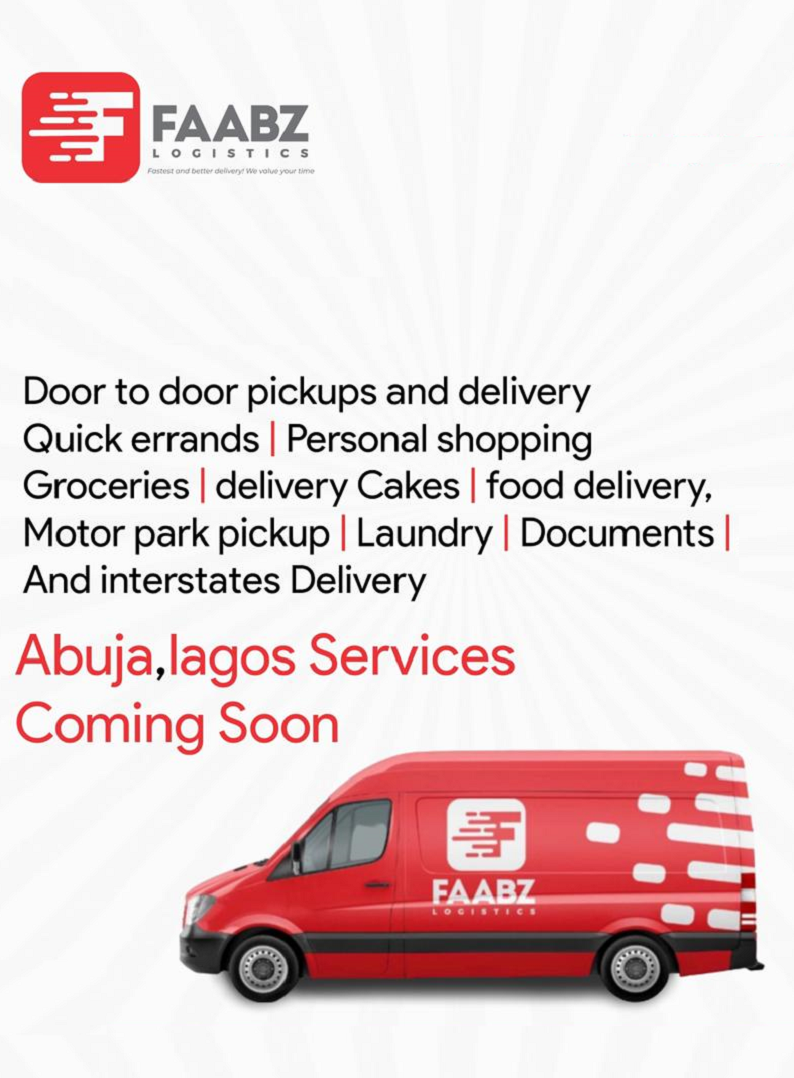 FAABZ
LOGISTICS
Fastest and better delivery! We value your time
Door to door pickups and delivery
Quick errands | Personal shopping
Groceries | delivery Cakes | food delivery,
Motor park pickup | Laundry | Documents |
And interstates Delivery
Abuja,lagos Services
Coming Soon
FAABZ
LOGISTICS